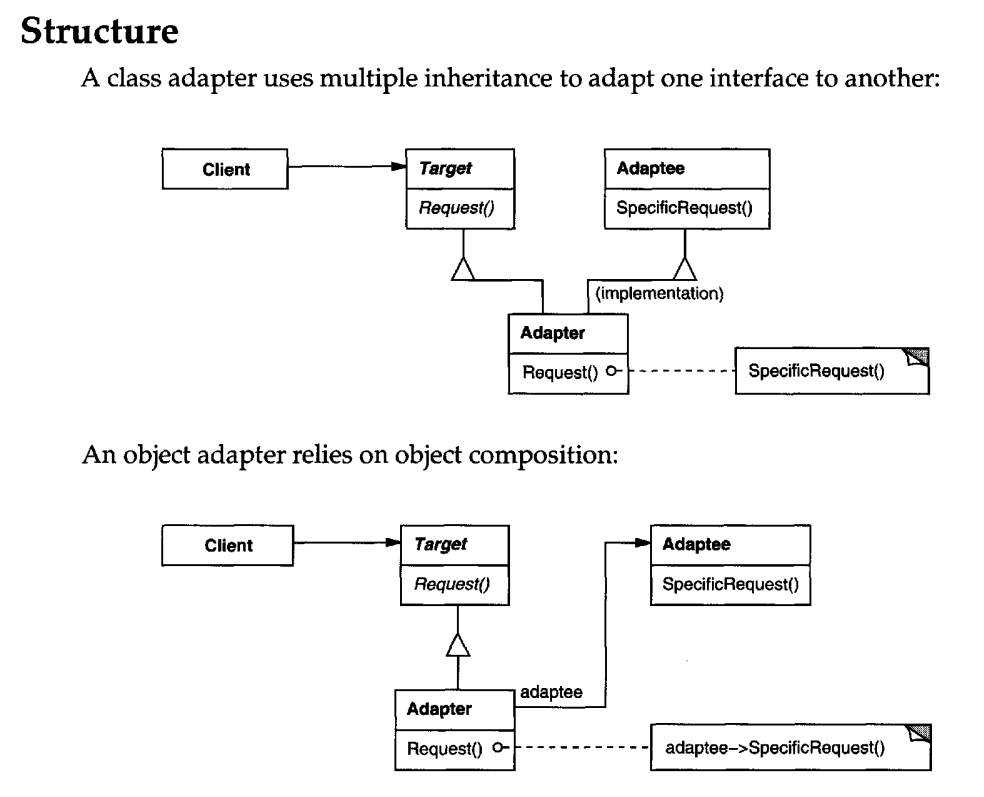 Structure
A class adapter uses multiple inheritance to adapt one interface to another:
Client
Target
Adaptee
Request()
SpecificRequest()
(implementation)
Adapter
Request()
SpecificRequest()
An object adapter relies on object composition:
Client
Target
Adaptee
Request()
SpecificRequest()
adaptee
Adapter
Request()
adaptee->SpecificRequest()